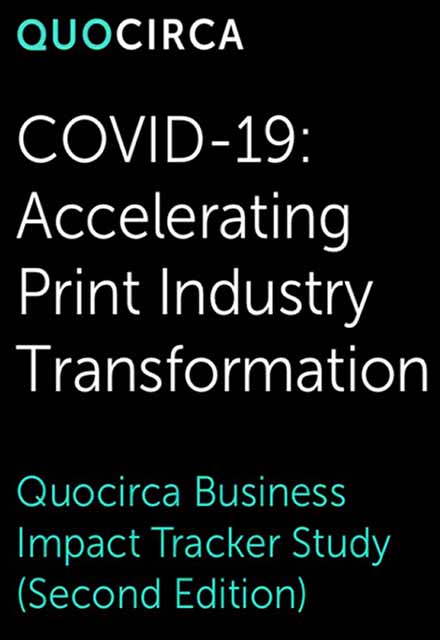 QUOCIRCA
COVID-19:
Accelerating
Print Industry
Transformation
Quocirca Business
Impact Tracker Study
(Second Edition)